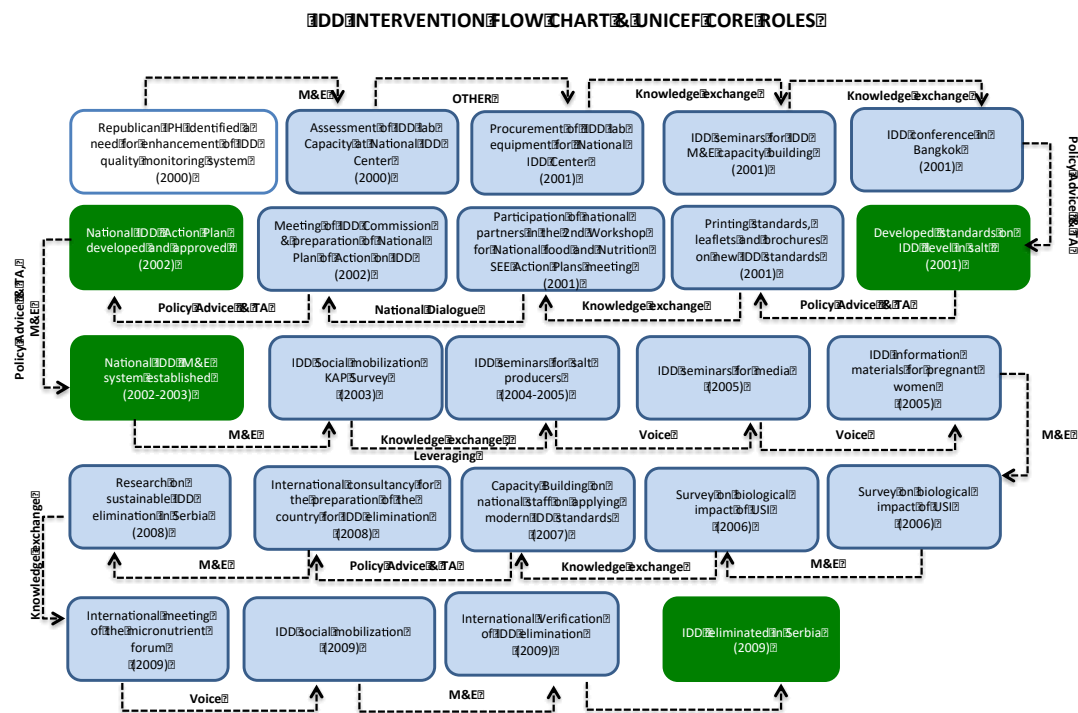 IDD INTERVENTION FLOW CHART & UNICEF CORE ROLES
M&E
OTHER
Knowledge exchange
Knowledge exchange
Republican IPH identified a
need for enhancement of IDD
quality monitoring system
(2000)
Assessment of IDD lab
Capacity at National IDD
Center
(2000)
Procurement of IDD lab
equipment for National
IDD Center
(2001)
IDD seminars for IDD
M&E capacity building
(2001)
IDD conference in
Bangkok
(2001)
Policy Advice & TA
National IDD Action Plan
developed and approved
(2002)
Meeting of IDD Commission
& preparation of National
Plan of Action on IDD
(2002)
Participation of national
partners in the 2nd Workshop
for National food and Nutrition
SEE Action Plans meeting
(2001)
Printing standards,
leaflets and brochures
on new IDD standards
(2001)
Developed standards on
IDD level in salt
(2001)
Policy Advice & TA
National Dialogue
Knowledge exchange
Policy Advice & TA
Policy Advice & TA,
M&E
National IDD M&E
system established
(2002-2003)
IDD Social mobilization
KAP Survey
(2003)
IDD seminars for salt
producers
(2004-2005)
IDD seminars for media
(2005)
IDD information
materials for pregnant
women
(2005)
M&E
Knowledge exchange,
Leveraging
Voice
Voice
M&E
Research on
sustainable IDD
elimination in Serbia
(2008)
International consultancy for
the preparation of the
country for IDD elimination
(2008)
Capacity Building on
national staff on applying
modern IDD standards
(2007)
Survey on biological
impact of USI
(2006)
Survey on biological
impact of USI
(2006)
M&E
Policy Advice & TA
Knowledge exchange
M&E
Knowledge exchange
International meeting
of the micronutrient
forum
(2009)
IDD social mobilization
(2009)
International Verification
of IDD elimination
(2009)
IDD eliminated in Serbia
(2009)
Voice
M&E